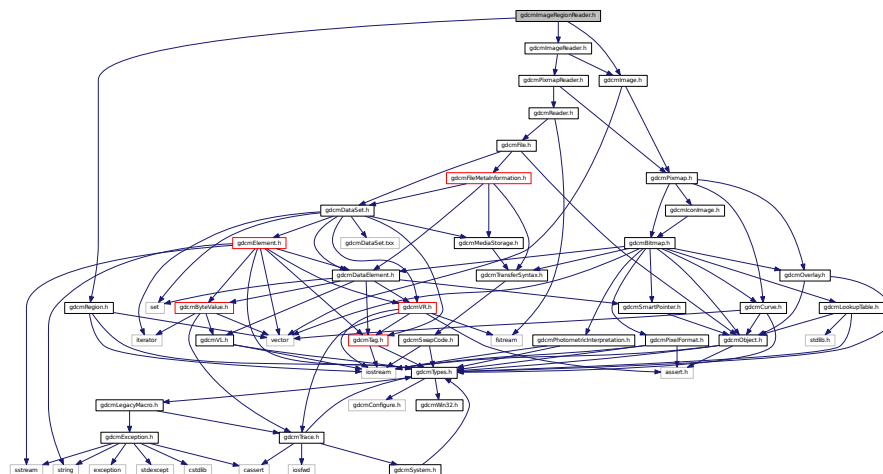 gdcmImageRegionReader.h
gdcmImageReader.h
gdcmPixmapReader.h
gdcmImage.h
gdcmReader.h
gdcmFile.h
gdcmFileMetaInformation.h
gdcmPixmap.h
gdcmDataSet.h
gdcmIconImage.h
gdcmElement.h
gdcmDataSet.txx
gdcmMediaStorage.h
gdcmBitmap.h
gdcmDataElement.h
gdcmTransferSyntax.h
gdcmOverlay.h
gdcmRegion.h
set
gdcmByteValue.h
gdcmVR.h
gdcmSmartPointer.h
gdcmCurve.h
gdcmLookupTable.h
iterator
gdcmVL.h
vector
gdcmTag.h
gdcmSwapCode.h
fstream
gdcmPhotometricInterpretation.h
gdcmPixelFormat.h
gdcmObject.h
stdlib.h
iostream
gdcmTypes.h
assert.h
gdcmLegacyMacro.h
gdcmConfigure.h
gdcmWin32.h
gdcmException.h
gdcmTrace.h
sstream
string
exception
stdexcept
cstdlib
cassert
iosfwd
gdcmSystem.h